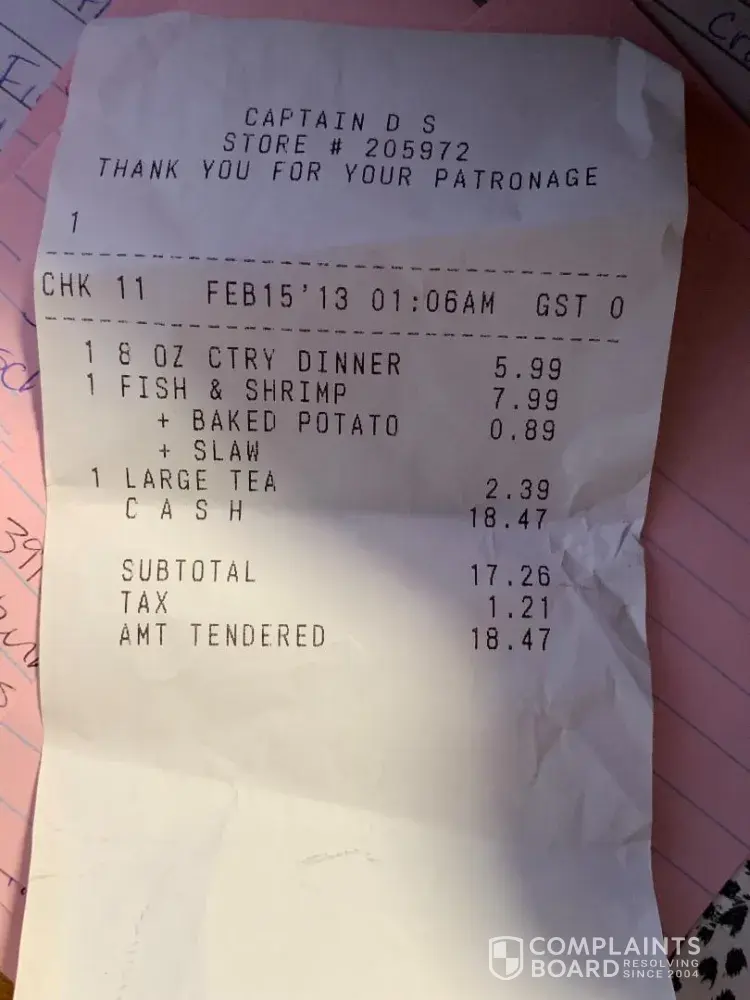 CAPTAIN D S
STORE # 205972
THANK YOU FOR YOUR PATRONAGE
1
CHK 11 FEB15'13 01:06AM GST 0
1 8 OZ CTRY DINNER 5.99
1 FISH & SHRIMP 7.99
+ BAKED POTATO 0.89
+ SLAW
1 LARGE TEA 2.39
C A S H 18.47
SUBTOTAL 17.26
TAX 1.21
AMT TENDERED 18.47
COMPLAINTS
BOARD RESOLVING
SINCE 2004